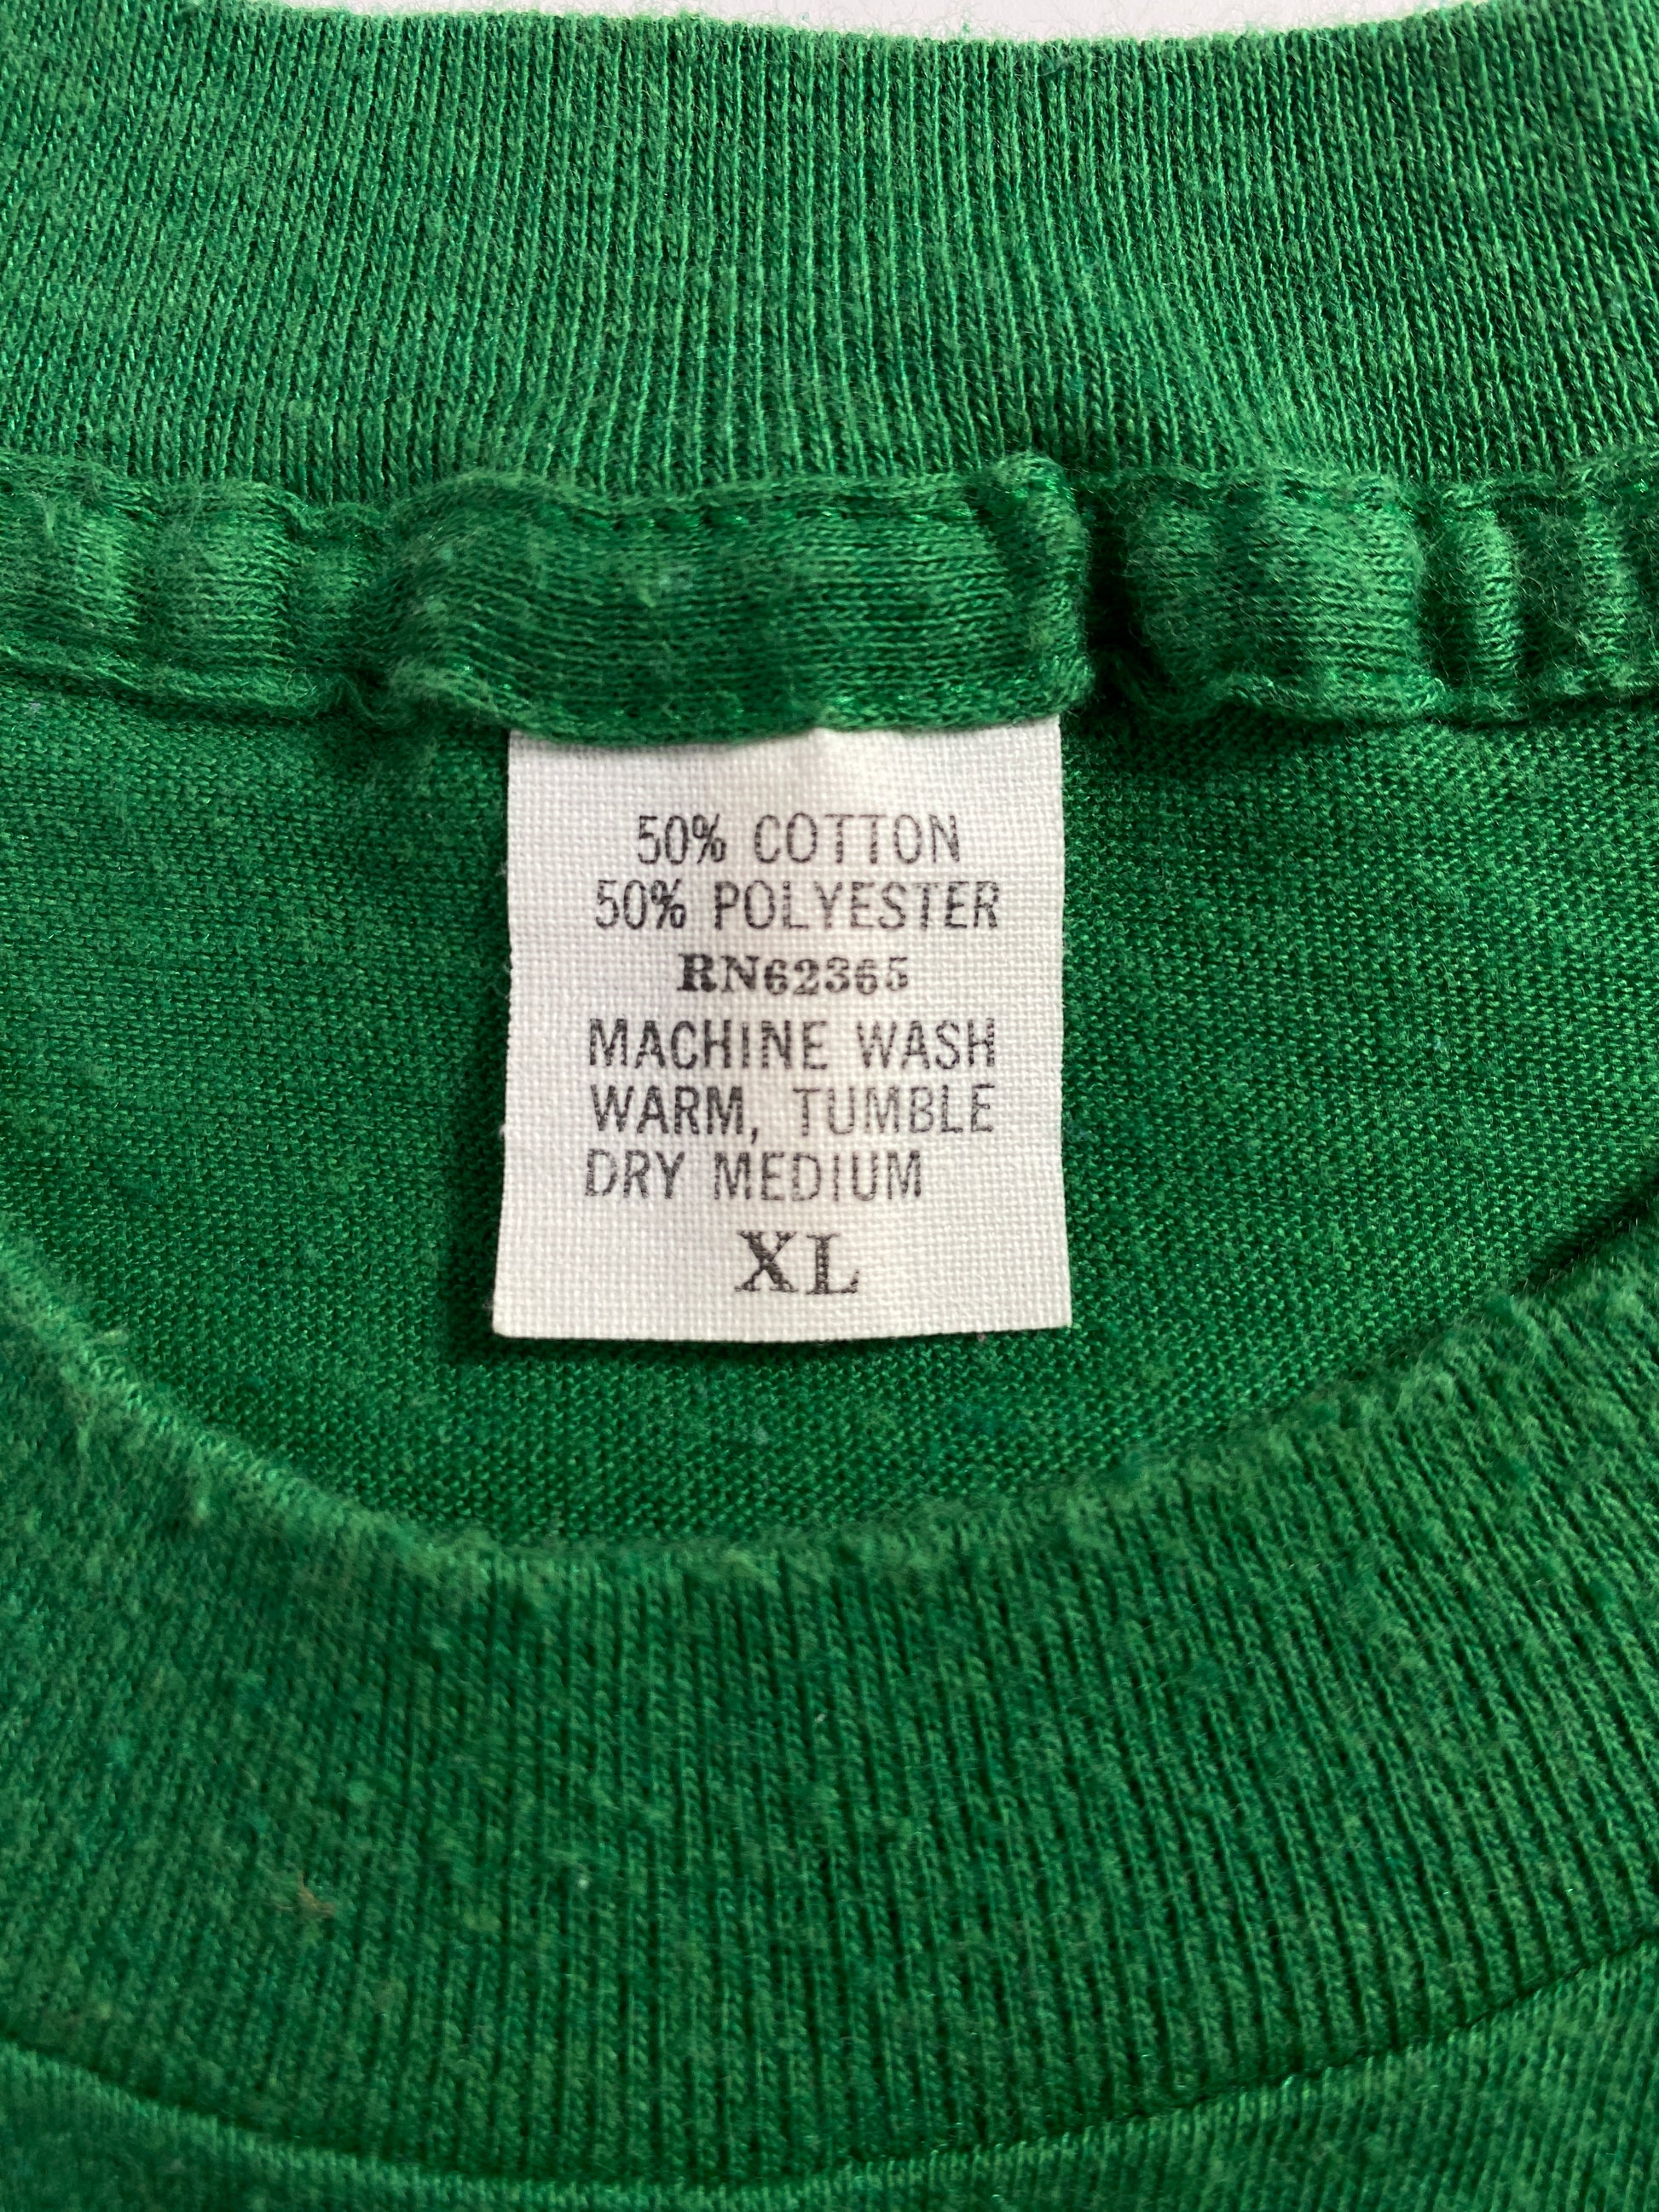 50% COTTON
50% POLYESTER
RN62365
MACHINE WASH
WARM, TUMBLE
DRY MEDIUM
XL